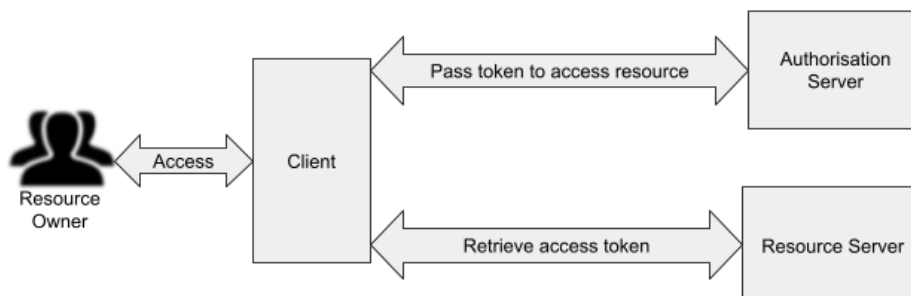 Pass token to access resource
Authorisation
Server
Access
Client
Resource
Owner
Retrieve access token
Resource Server